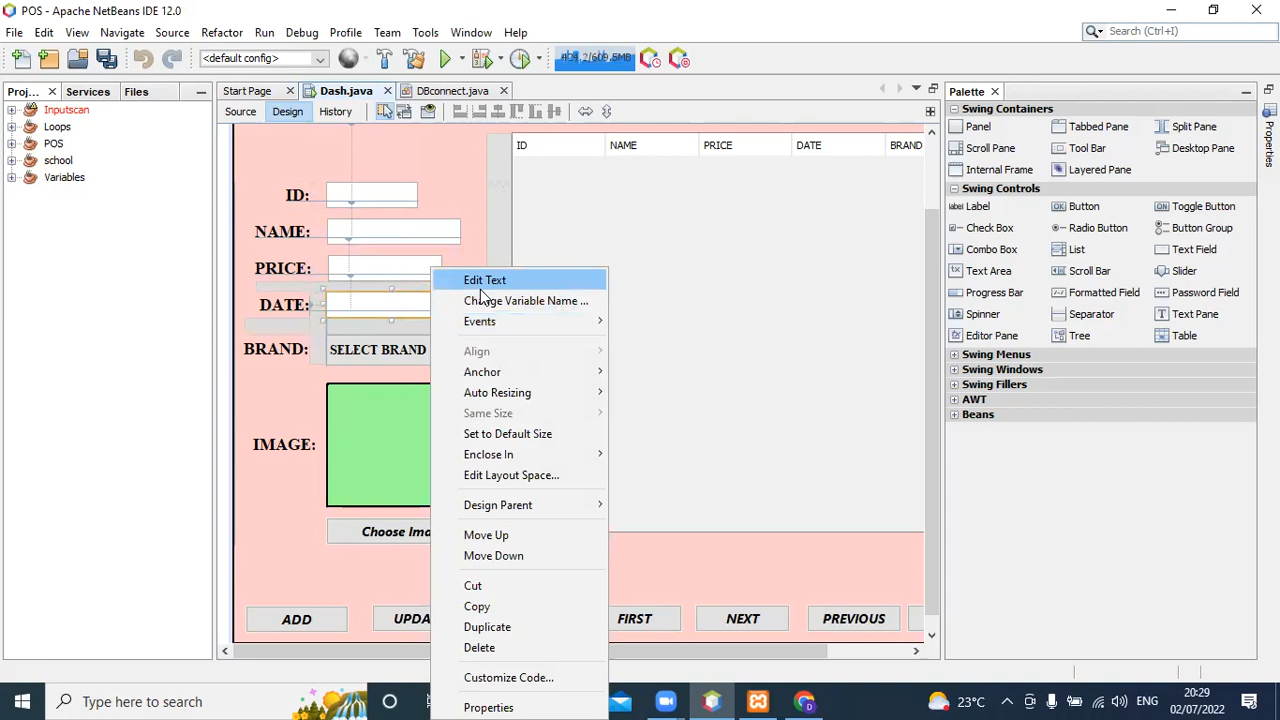 POS - Apache NetBeans IDE 12.0
File Edit View Navigate Source Refactor Run Debug Profile Team Tools Window Help
Search (Ctrl+I)
<default config>
Proj... Services Files
Start Page Dash.java DBconnect.java
Palette
Source Design History
Inputscan
Loops
POS
school
Variables
ID NAME PRICE DATE BRAND
ID:
NAME:
PRICE:
DATE:
BRAND: SELECT BRAND
IMAGE:
Choose Ima
ADD UPDA FIRST NEXT PREVIOUS
Edit Text
Change Variable Name ...
Events
Align
Anchor
Auto Resizing
Same Size
Set to Default Size
Enclose In
Edit Layout Space...
Design Parent
Move Up
Move Down
Cut
Copy
Duplicate
Delete
Customize Code...
Properties
Swing Containers
Panel Tabbed Pane Split Pane
Scroll Pane Tool Bar Desktop Pane
Internal Frame Layered Pane
Swing Controls
label Label OK Button ON Toggle Button
Check Box Radio Button Button Group
Combo Box List Text Field
Text Area Scroll Bar Slider
Progress Bar Formatted Field Password Field
Spinner Separator Text Pane
Editor Pane Tree Table
Swing Menus
Swing Windows
Swing Fillers
AWT
Beans
Properties
Type here to search
23°C ENG
20:29
02/07/2022